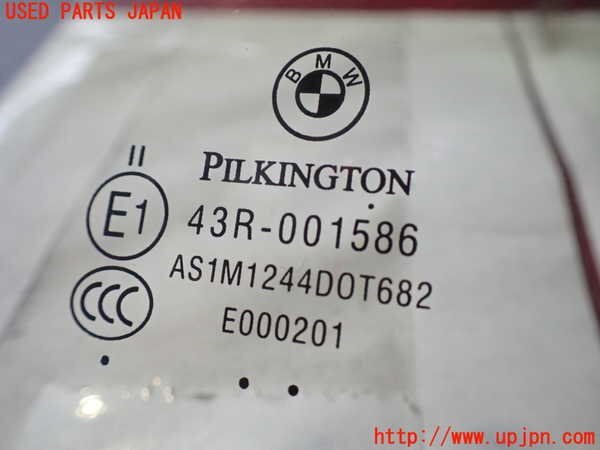 USED PARTS JAPAN
BMW
II
PILKINGTON
E1
43R-001586
AS1M1244DOT682
CCC
E000201
http://www.upjpn.com/